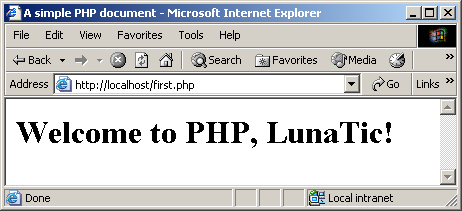 A simple PHP document - Microsoft Internet Explorer
File Edit View Favorites Tools Help
Back Search Favorites Media »
Address http://localhost/first.php Go Links »
Welcome to PHP, LunaTic!
Done Local intranet